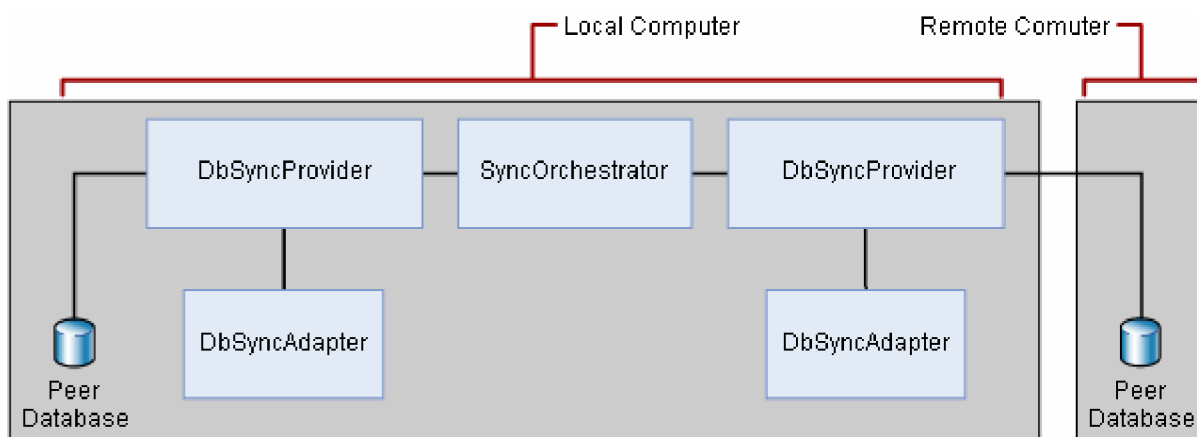 Local Computer
Remote Comuter
DbSyncProvider
SyncOrchestrator
DbSyncProvider
DbSyncAdapter
DbSyncAdapter
Peer
Database
Peer
Database